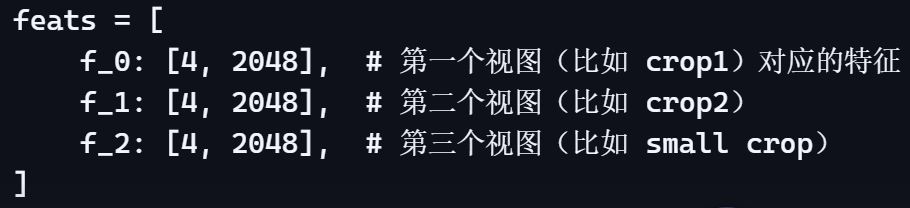 feats = [
    f_0: [4, 2048],  # 第一个视图（比如 crop1）对应的特征
    f_1: [4, 2048],  # 第二个视图（比如 crop2）
    f_2: [4, 2048],  # 第三个视图（比如 small crop）
]